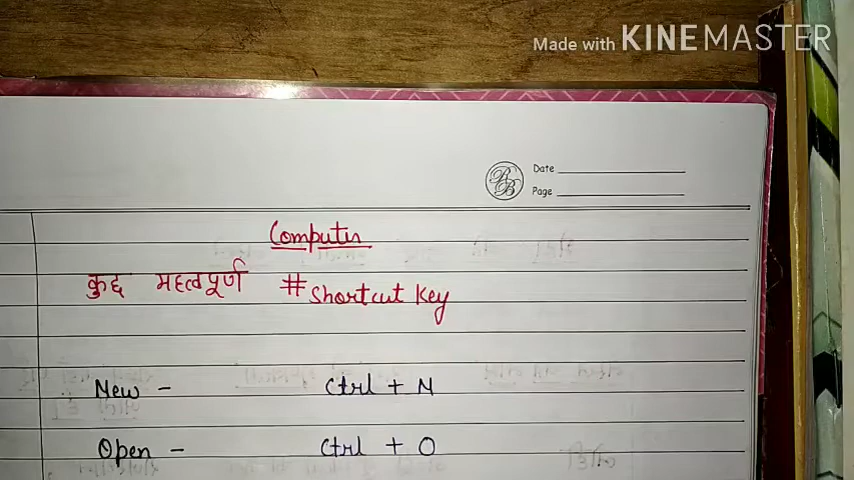 Made with KINEMASTER
Date
Page
Computer
कुछ महत्वपूर्ण # Shortcut key
New - Ctrl + N
Open - Ctrl + O